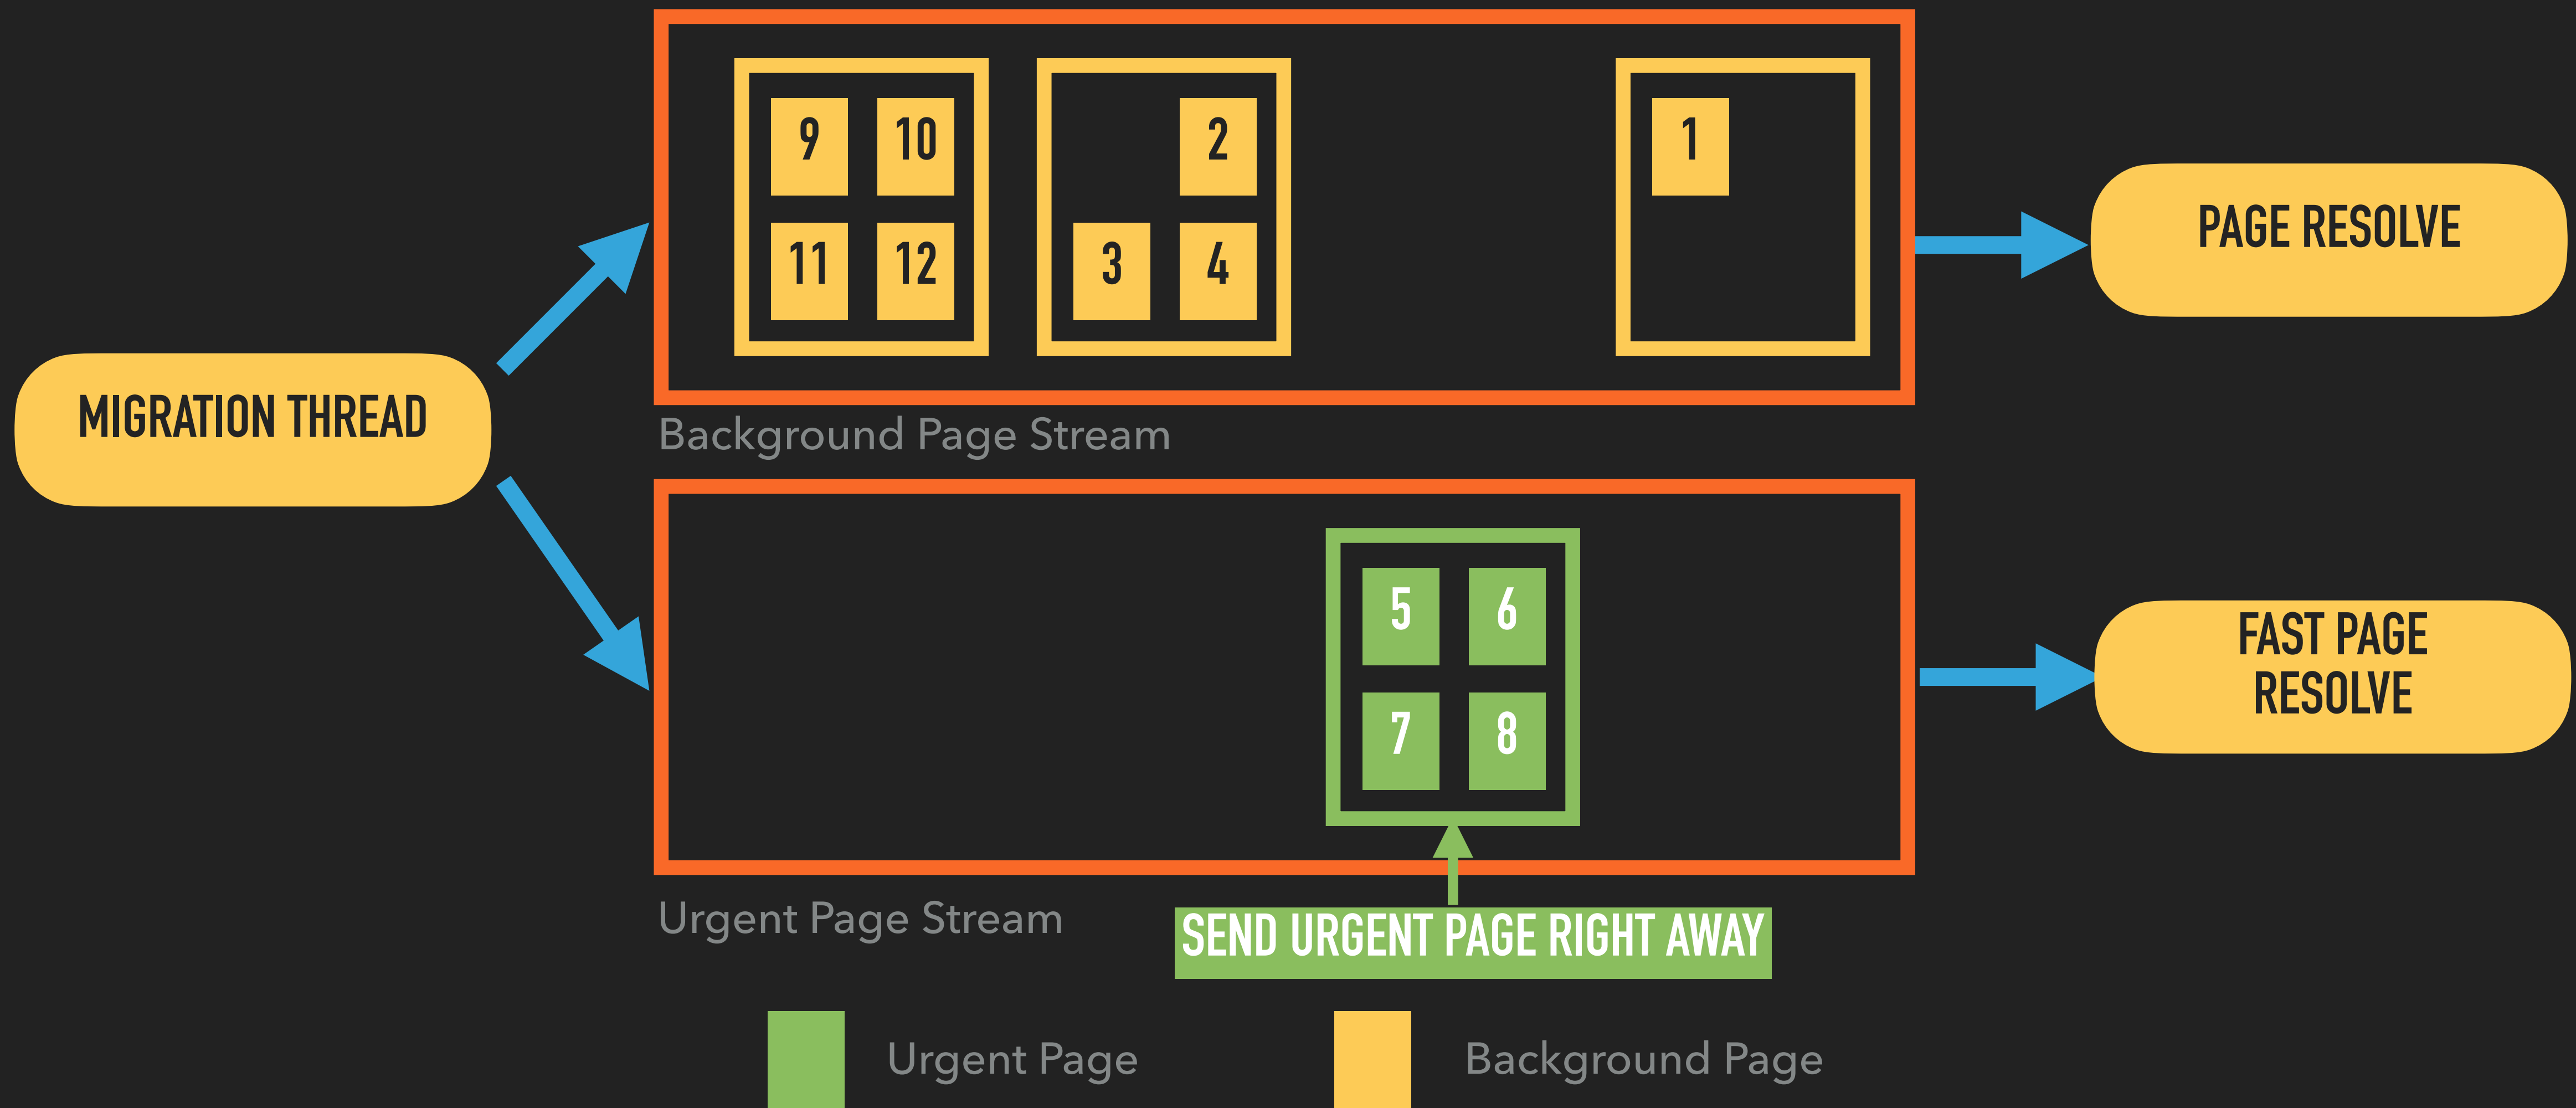 9 10
11 12
2
3 4
1
PAGE RESOLVE
MIGRATION THREAD
Background Page Stream
5 6
7 8
FAST PAGE
RESOLVE
Urgent Page Stream
SEND URGENT PAGE RIGHT AWAY
Urgent Page
Background Page